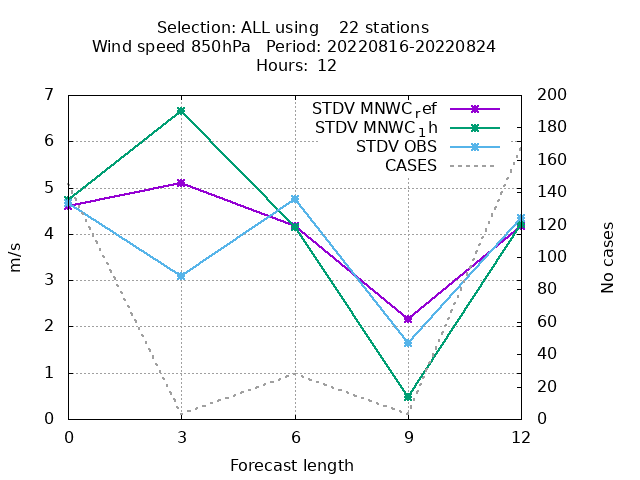 Selection: ALL using    22 stations
Wind speed 850hPa   Period: 20220816-20220824
Hours: 12
7
6
5
4
3
2
1
0
m/s
STDV MNWC_ref
STDV MNWC_1h
STDV OBS
CASES
200
180
160
140
120
100
80
60
40
20
0
No cases
0 3 6 9 12
Forecast length